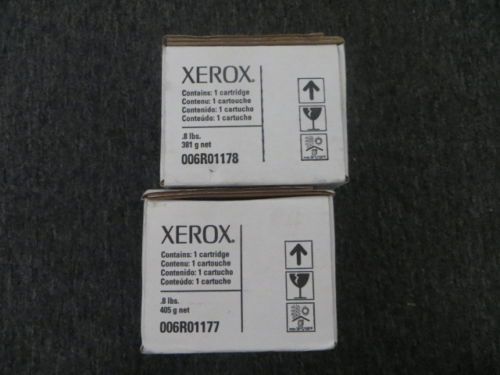 XEROX.
Contains: 1 cartridge
Contenu: 1 cartouche
Contenido: 1 cartucho
Conteúdo: 1 cartucho
.8 lbs.
381 g net
006R01178
XEROX.
Contains: 1 cartridge
Contenu: 1 cartouche
Contenido: 1 cartucho
Conteúdo: 1 cartucho
.8 lbs.
405 g net
006R01177